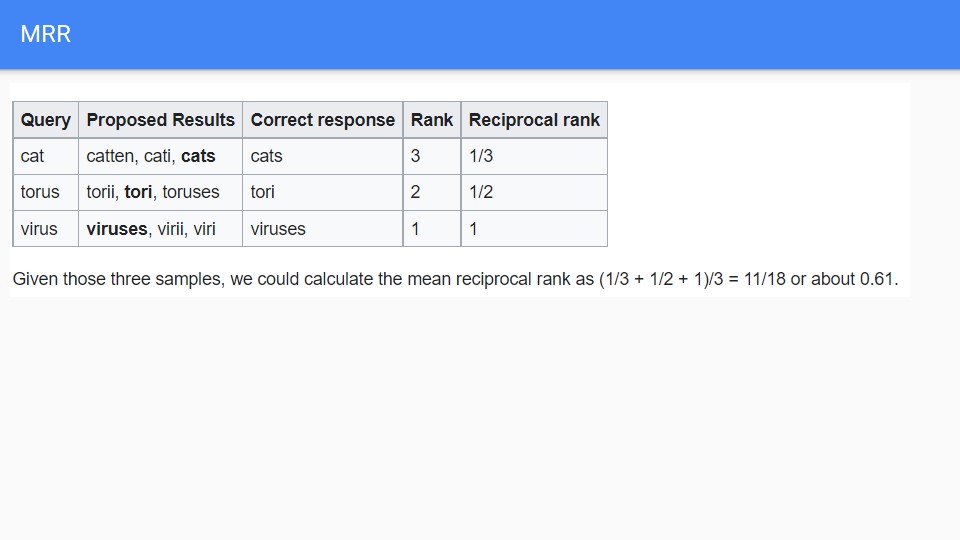 MRR
Query Proposed Results Correct response Rank Reciprocal rank
cat catten, cati, cats cats 3 1/3
torus torii, tori, toruses tori 2 1/2
virus viruses, virii, viri viruses 1 1
Given those three samples, we could calculate the mean reciprocal rank as (1/3 + 1/2 + 1)/3 = 11/18 or about 0.61.